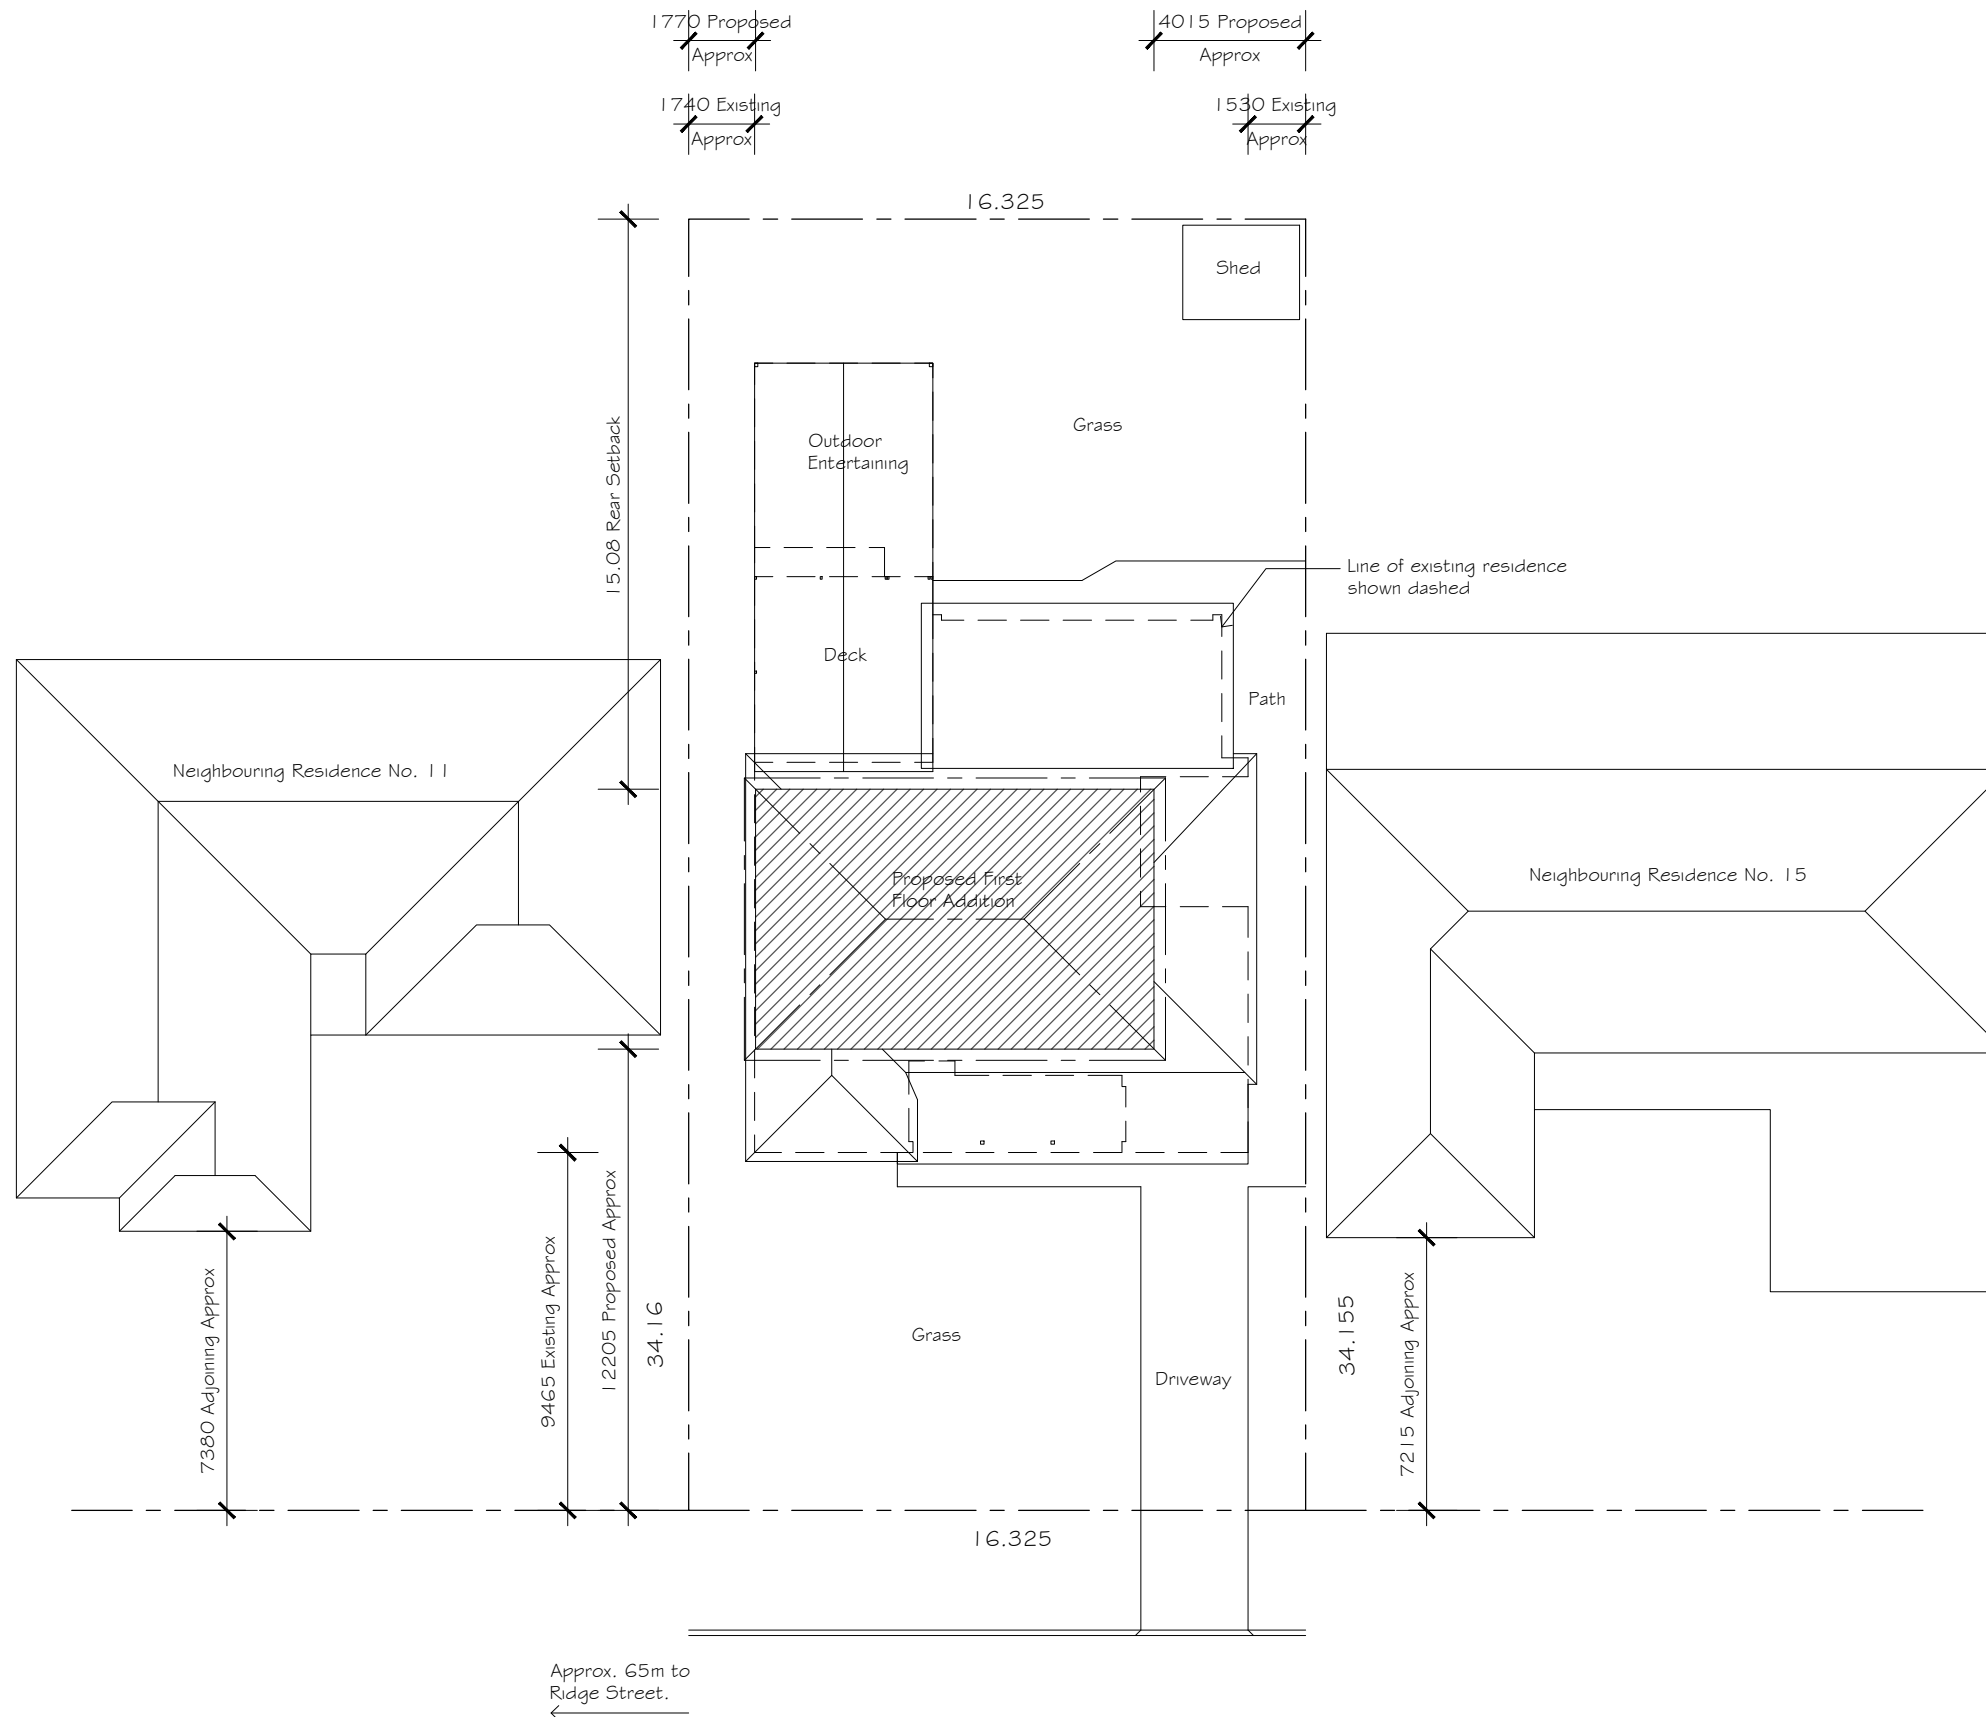 1770 Proposed
Approx
4015 Proposed
Approx
1740 Existing
Approx
1530 Existing
Approx
16.325
Shed
Grass
Outdoor
Entertaining
15.08 Rear Setback
Line of existing residence
shown dashed
Deck
Path
Neighbouring Residence No. 11
Proposed First
Floor Addition
Neighbouring Residence No. 15
7380 Adjoining Approx
9465 Existing Approx
12205 Proposed Approx
34.16
Grass
Driveway
34.155
7215 Adjoining Approx
16.325
Approx. 65m to
Ridge Street.